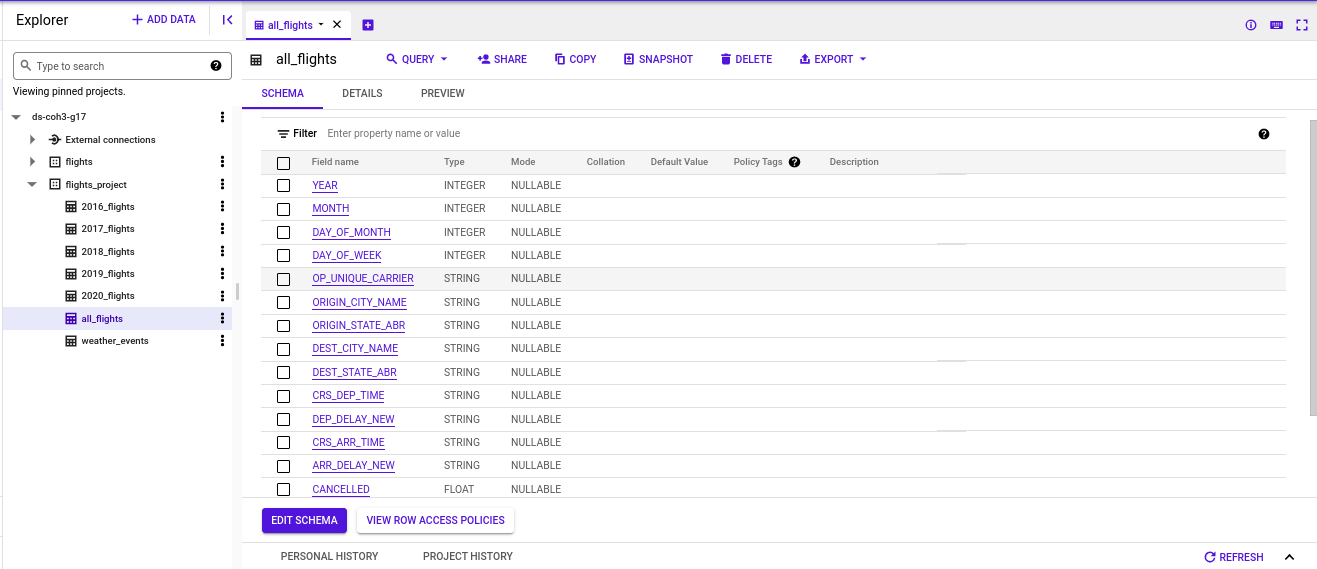 Explorer
+ ADD DATA
Type to search
Viewing pinned projects.
ds-coh3-g17
External connections
flights
flights_project
2016_flights
2017_flights
2018_flights
2019_flights
2020_flights
all_flights
weather_events
all_flights
all_flights
QUERY SHARE COPY SNAPSHOT DELETE EXPORT
SCHEMA DETAILS PREVIEW
Filter Enter property name or value
Field name Type Mode Collation Default Value Policy Tags Description
YEAR INTEGER NULLABLE
MONTH INTEGER NULLABLE
DAY_OF_MONTH INTEGER NULLABLE
DAY_OF_WEEK INTEGER NULLABLE
OP_UNIQUE_CARRIER STRING NULLABLE
ORIGIN_CITY_NAME STRING NULLABLE
ORIGIN_STATE_ABR STRING NULLABLE
DEST_CITY_NAME STRING NULLABLE
DEST_STATE_ABR STRING NULLABLE
CRS_DEP_TIME STRING NULLABLE
DEP_DELAY_NEW STRING NULLABLE
CRS_ARR_TIME STRING NULLABLE
ARR_DELAY_NEW STRING NULLABLE
CANCELLED FLOAT NULLABLE
EDIT SCHEMA VIEW ROW ACCESS POLICIES
PERSONAL HISTORY PROJECT HISTORY REFRESH